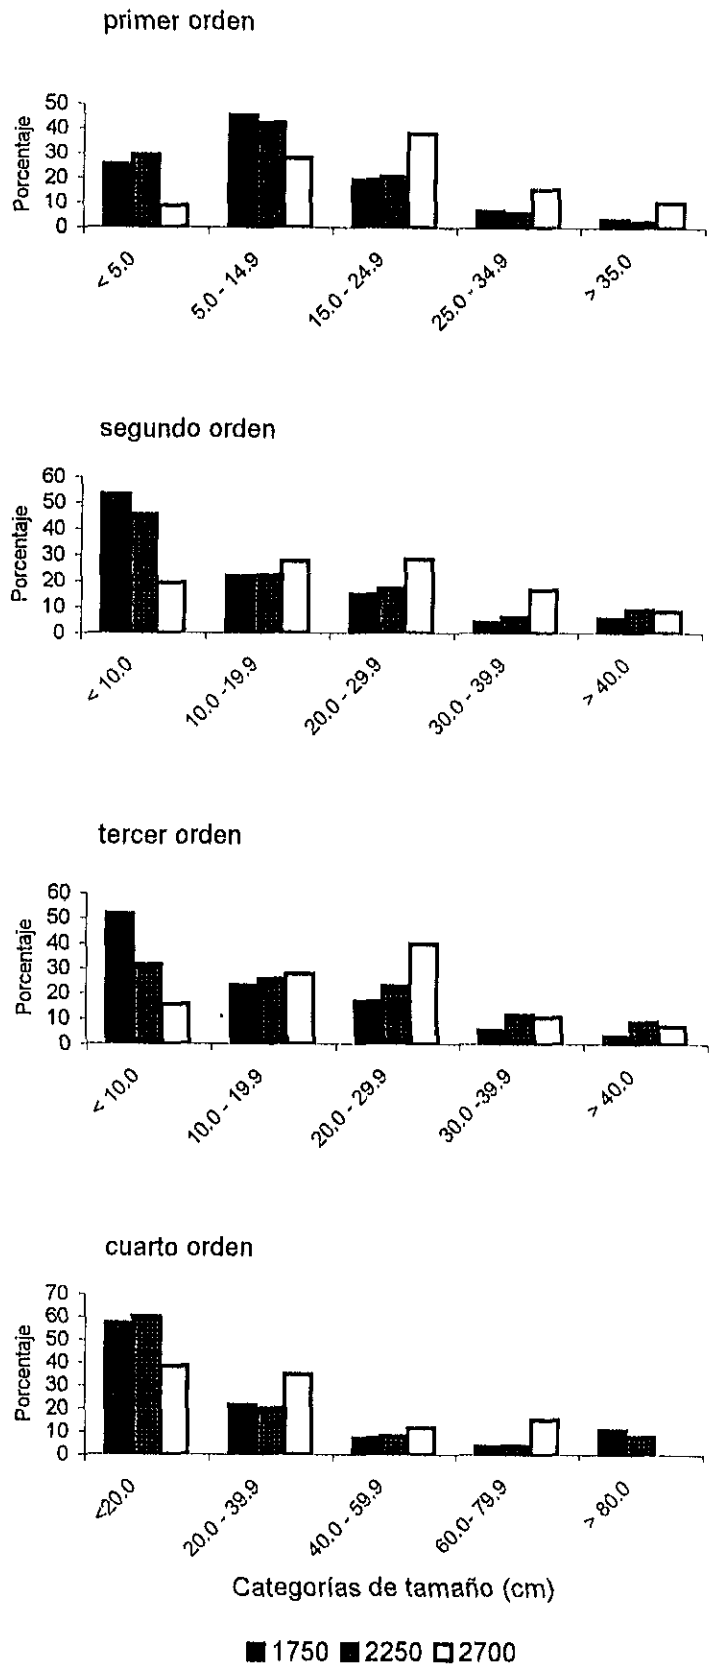 primer orden
Porcentaje
50
40
30
20
10
0
< 5.0
5.0 - 14.9
15.0 - 24.9
25.0 - 34.9
> 35.0
segundo orden
Porcentaje
60
50
40
30
20
10
0
< 10.0
10.0 -19.9
20.0 - 29.9
30.0 - 39.9
> 40.0
tercer orden
Porcentaje
60
50
40
30
20
10
0
< 10.0
10.0 - 19.9
20.0 - 29.9
30.0 -39.9
> 40.0
cuarto orden
Porcentaje
70
60
50
40
30
20
10
0
<20.0
20.0 - 39.9
40.0 - 59.9
60.0- 79.9
> 80.0
Categorías de tamaño (cm)
1750 2250 2700